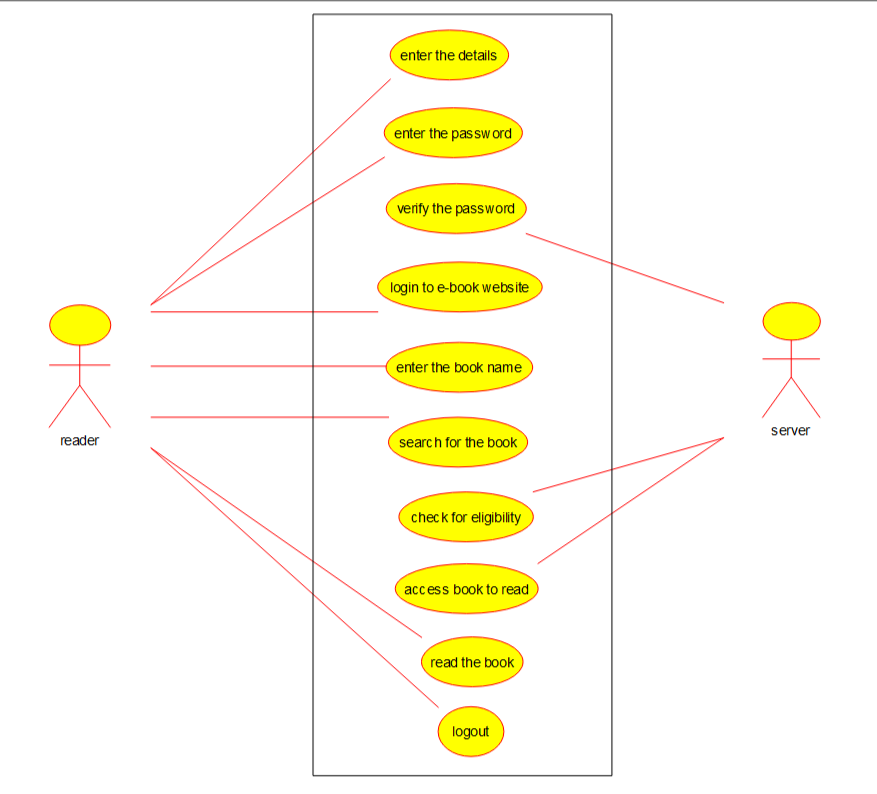 enter the details
enter the password
verify the password
login to e-book website
enter the book name
search for the book
check for eligibility
access book to read
read the book
logout
reader
server